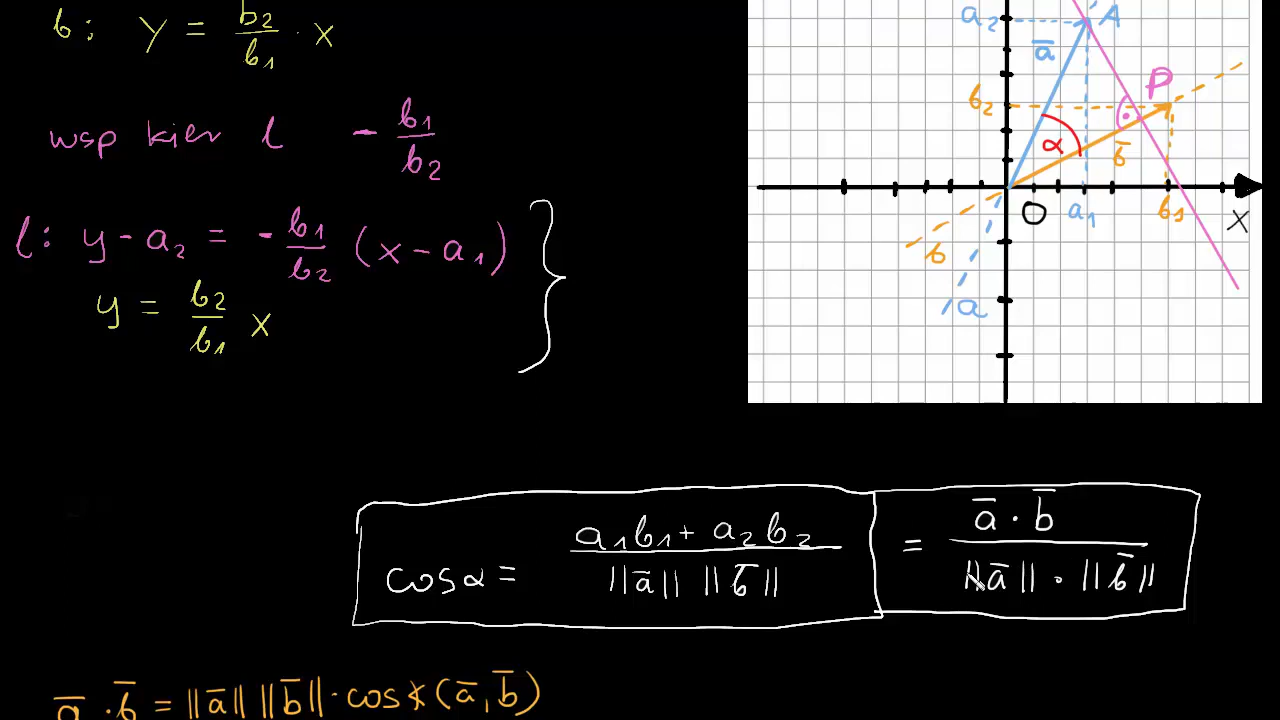 b: y = b₂/b₁ · x
wsp kier l - b₁/b₂
l: y - a₂ = - b₁/b₂ (x - a₁)
y = b₂/b₁ x
a₂ A
a̅
b₂ P
α b̅
O a₁ b₁ X
b
a
cosα = (a₁b₁ + a₂b₂)/(||a̅|| ||b̅||) = (a̅ · b̅)/(||a̅|| · ||b̅||)
a̅ · b̅ = ||a̅|| ||b̅|| · cos∢(a̅, b̅)